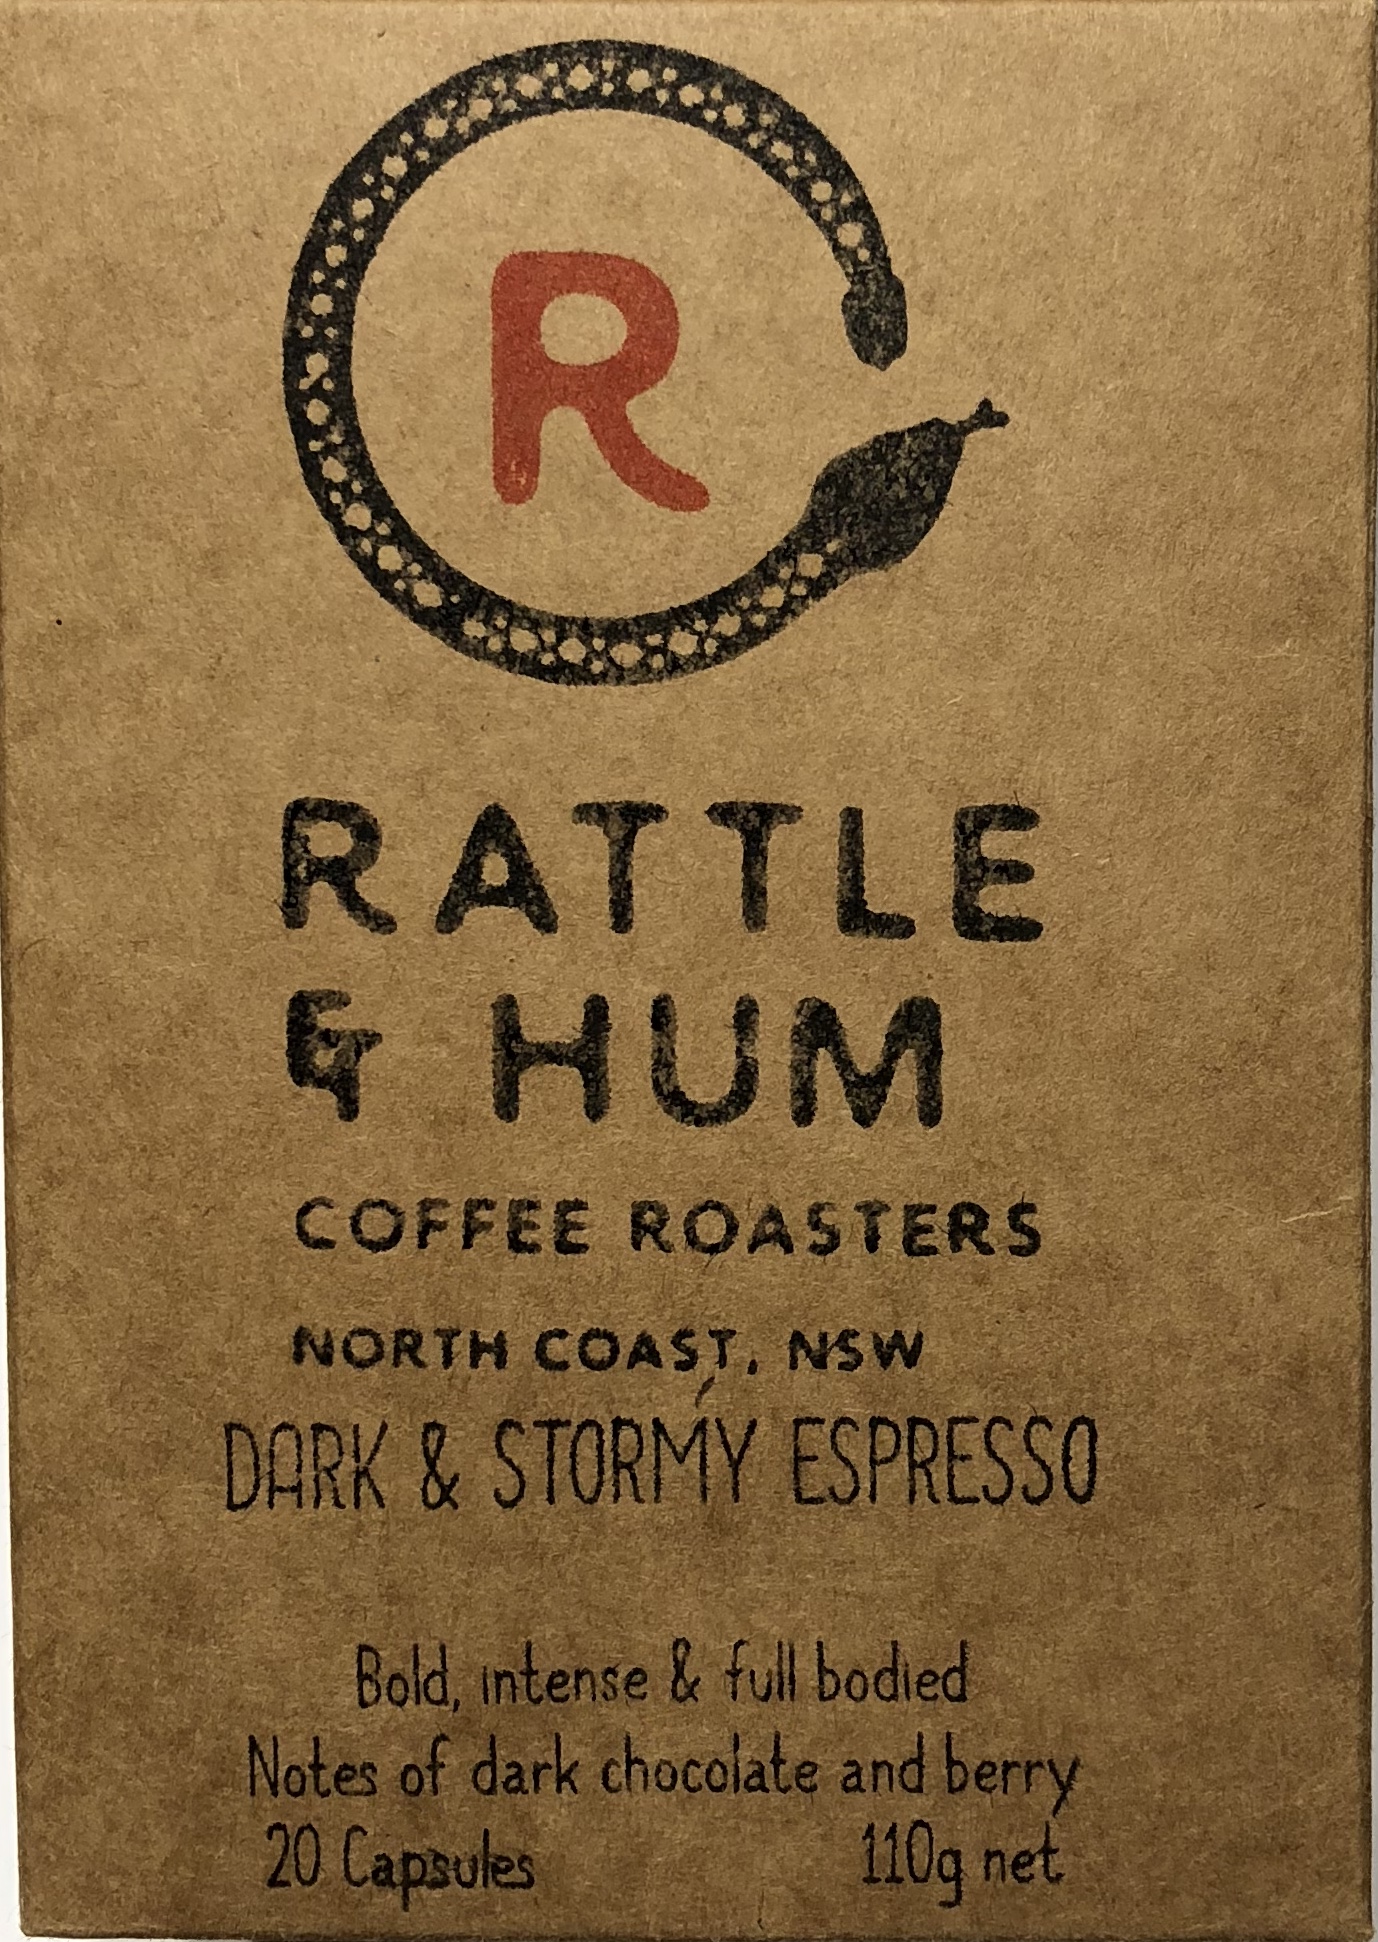 R
RATTLE
& HUM
COFFEE ROASTERS
NORTH COAST, NSW
DARK & STORMY ESPRESSO
Bold, intense & full bodied
Notes of dark chocolate and berry
20 Capsules 110g net